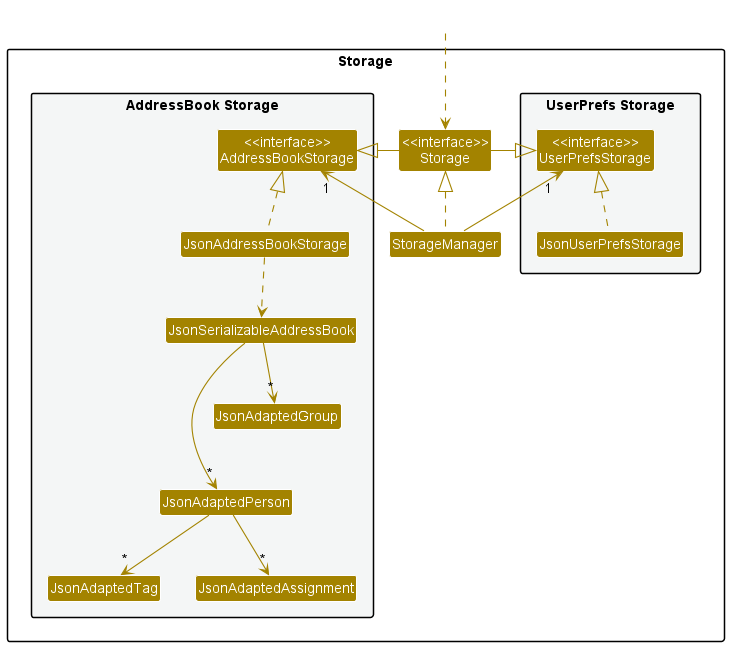 Storage
AddressBook Storage
UserPrefs Storage
<<interface>>
AddressBookStorage
<<interface>>
Storage
<<interface>>
UserPrefsStorage
1
1
JsonAddressBookStorage
StorageManager
JsonUserPrefsStorage
JsonSerializableAddressBook
*
JsonAdaptedGroup
*
JsonAdaptedPerson
*
*
JsonAdaptedTag
JsonAdaptedAssignment